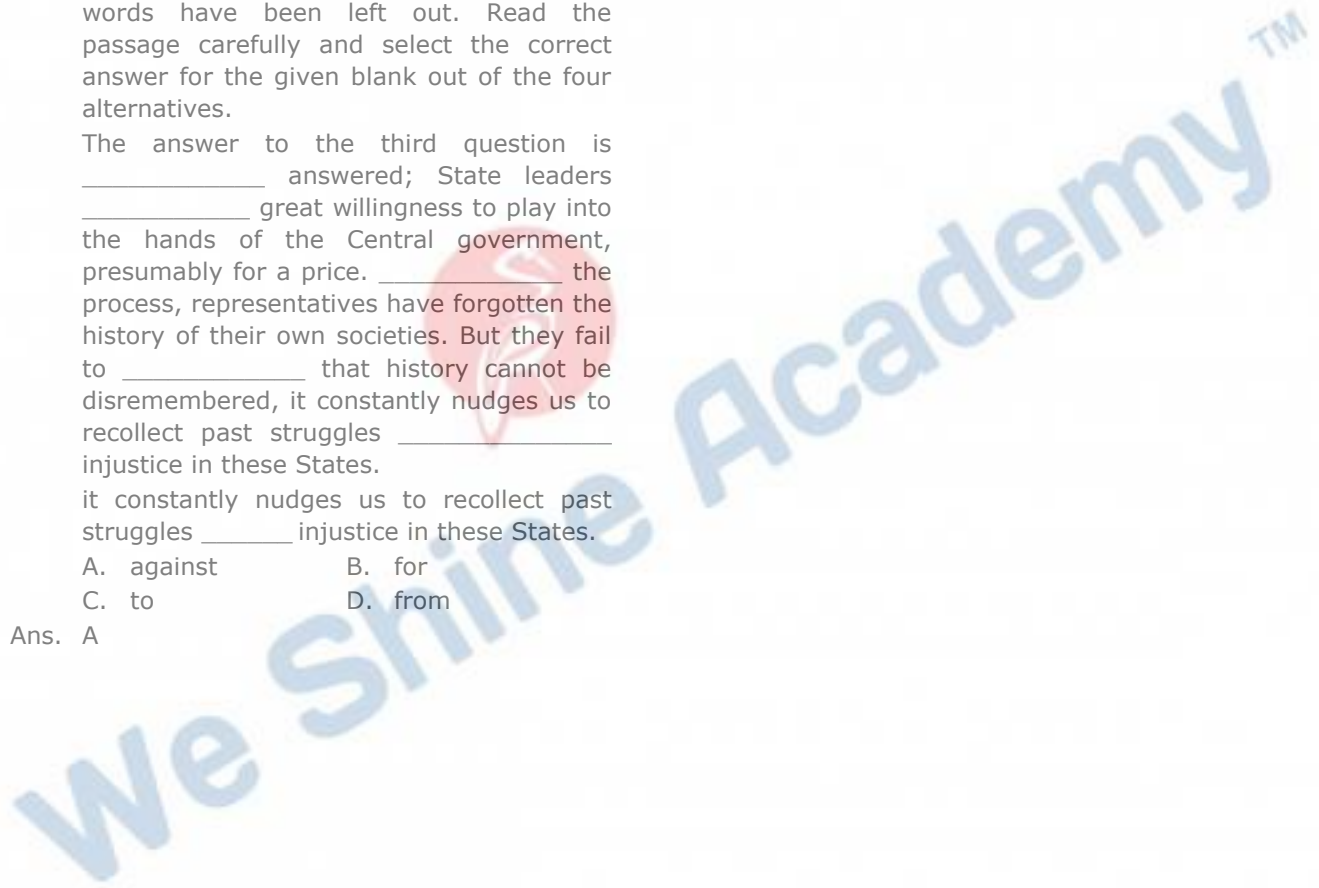 words have been left out. Read the
passage carefully and select the correct
answer for the given blank out of the four
alternatives.
The answer to the third question is
____________ answered; State leaders
___________ great willingness to play into
the hands of the Central government,
presumably for a price. ____________ the
process, representatives have forgotten the
history of their own societies. But they fail
to ____________ that history cannot be
disremembered, it constantly nudges us to
recollect past struggles ______________
injustice in these States.
it constantly nudges us to recollect past
struggles ______ injustice in these States.
A. against B. for
C. to D. from
Ans. A
We Shine Academy TM